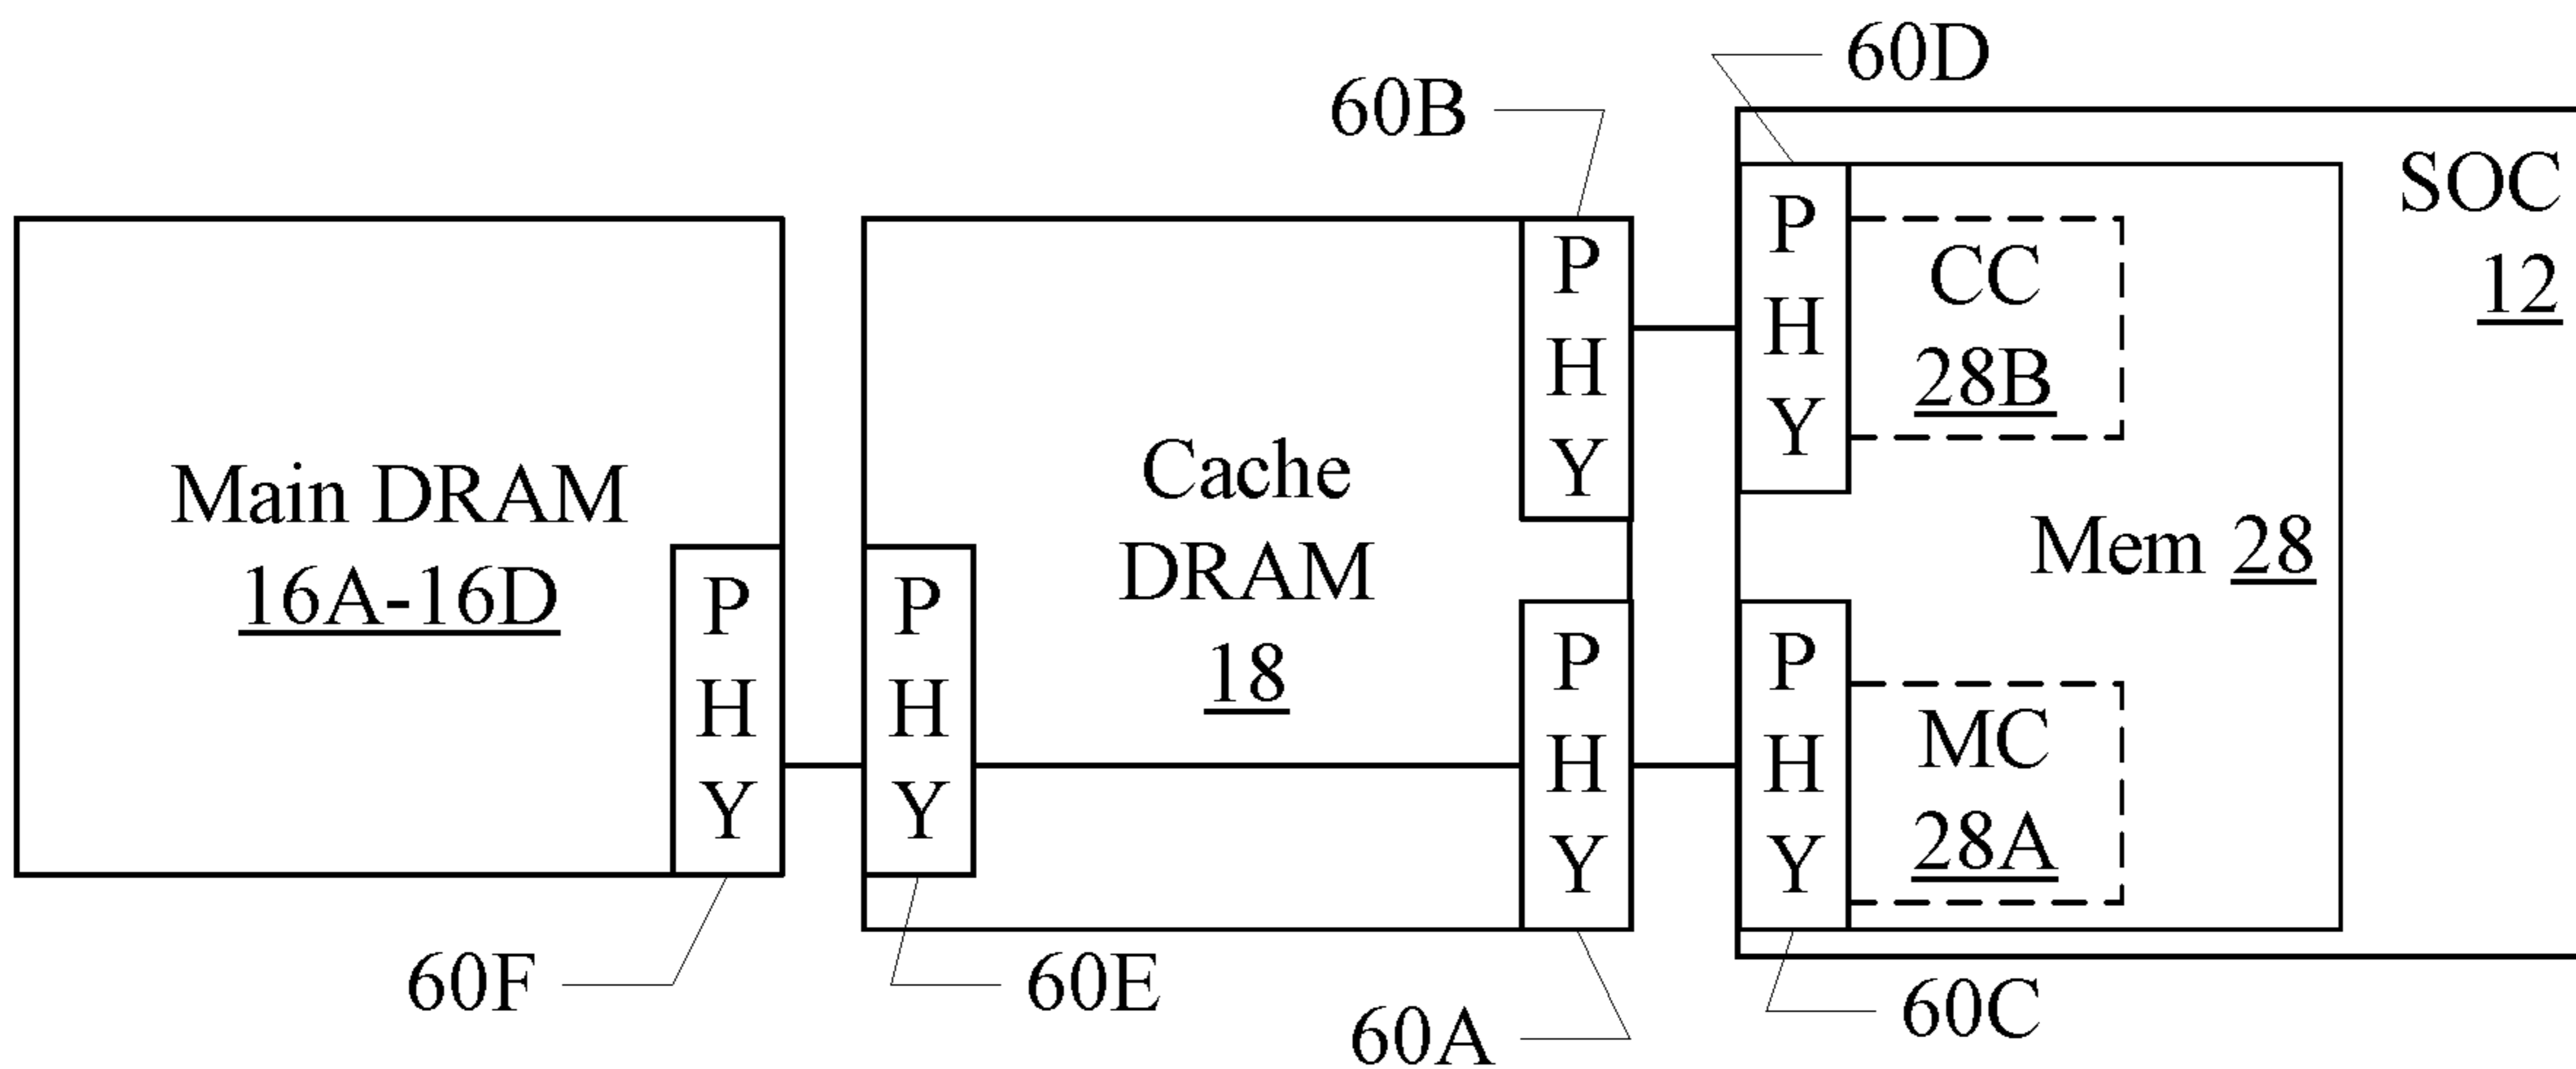 60D
60B
SOC
12
P
H
Y
CC
28B
P
H
Y
Main DRAM
16A-16D
P
H
Y
P
H
Y
Cache
DRAM
18
Mem 28
P
H
Y
P
H
Y
MC
28A
60F
60E
60A
60C